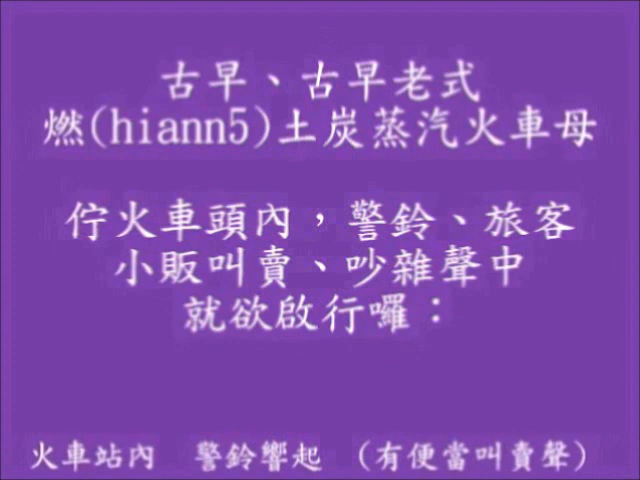 古早、古早老式
燃(hiann5)土炭蒸汽火車母
佇火車頭內，警鈴、旅客
小販叫賣、吵雜聲中
就欲啟行囉：
火車站內　警鈴響起　（有便當叫賣聲）